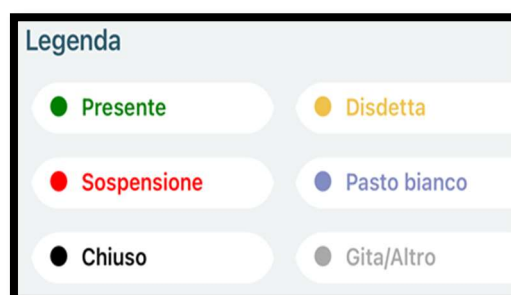 Legenda
Presente
Disdetta
Sospensione
Pasto bianco
Chiuso
Gita/Altro